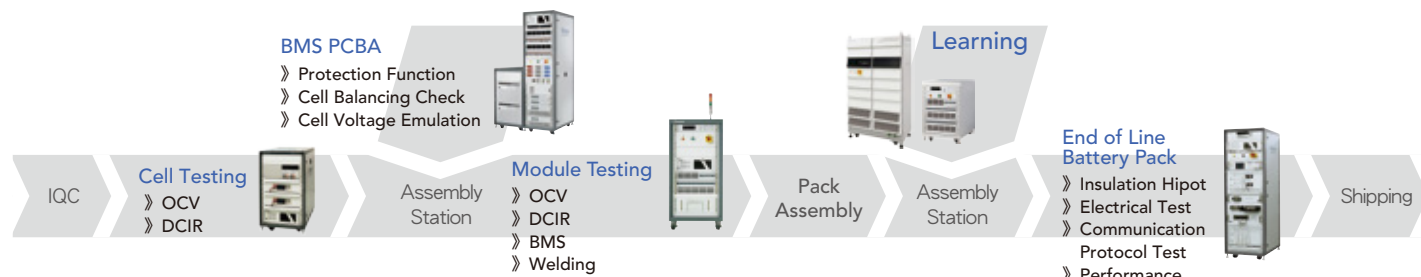 BMS PCBA
》Protection Function
》Cell Balancing Check
》Cell Voltage Emulation
Learning
IQC
Cell Testing
》OCV
》DCIR
Assembly
Station
Module Testing
》OCV
》DCIR
》BMS
》Welding
Pack
Assembly
Assembly
Station
End of Line
Battery Pack
》Insulation Hipot
》Electrical Test
》Communication
Protocol Test
》Performance
Shipping